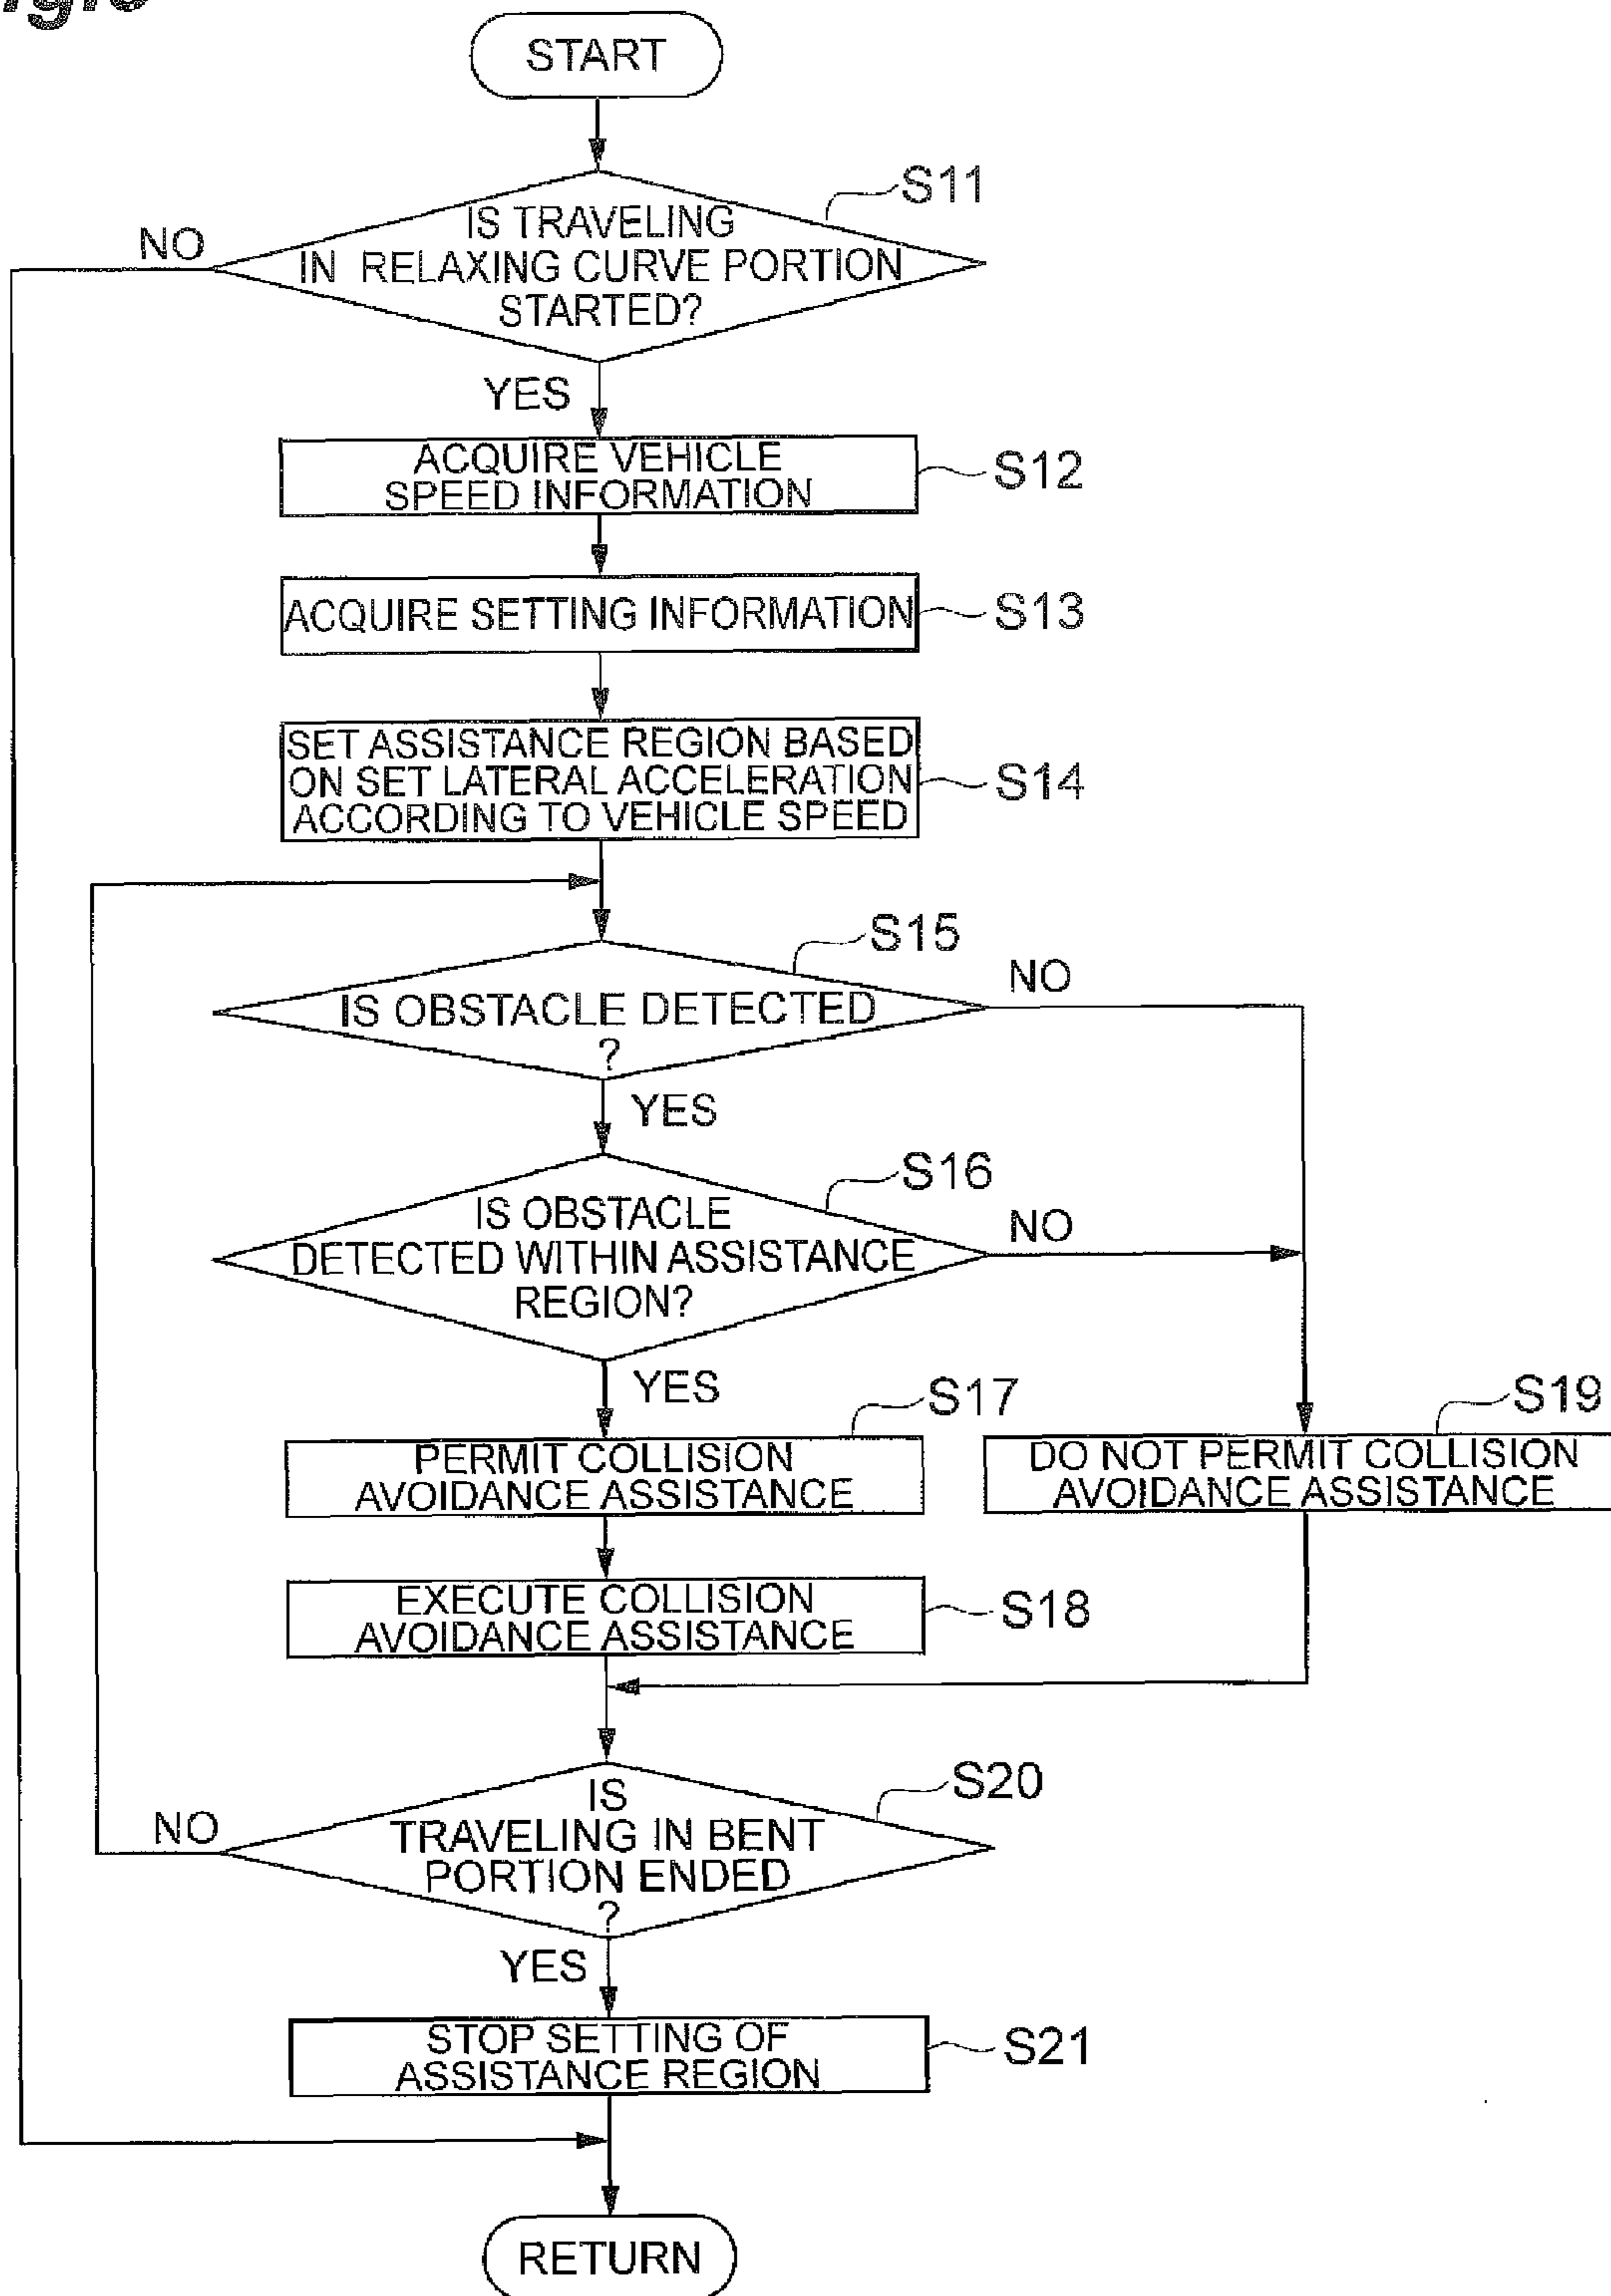 START
S11
IS TRAVELING
NO
IN RELAXING CURVE PORTION
STARTED?
YES
ACQUIRE VEHICLE
SPEED INFORMATION
S12
ACQUIRE SETTING INFORMATION
S13
SET ASSISTANCE REGION BASED
ON SET LATERAL ACCELERATION
ACCORDING TO VEHICLE SPEED
S14
S15
NO
IS OBSTACLE DETECTED
?
YES
S16
IS OBSTACLE
NO
DETECTED WITHIN ASSISTANCE
REGION?
YES
S17
S19
PERMIT COLLISION
AVOIDANCE ASSISTANCE
DO NOT PERMIT COLLISION
AVOIDANCE ASSISTANCE
EXECUTE COLLISION
AVOIDANCE ASSISTANCE
S18
S20
IS
NO
TRAVELING IN BENT
PORTION ENDED
?
YES
STOP SETTING OF
ASSISTANCE REGION
S21
RETURN